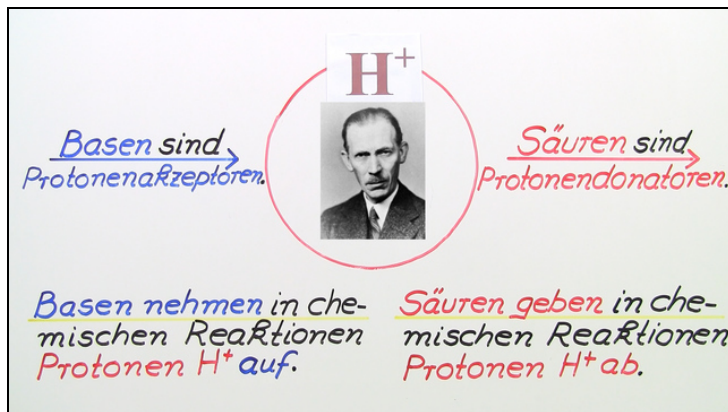 H⁺
Basen sind
Protonenakzeptoren.
Säuren sind
Protonendonatoren.
Basen nehmen in che-
mischen Reaktionen
Protonen H⁺ auf.
Säuren geben in che-
mischen Reaktionen
Protonen H⁺ ab.